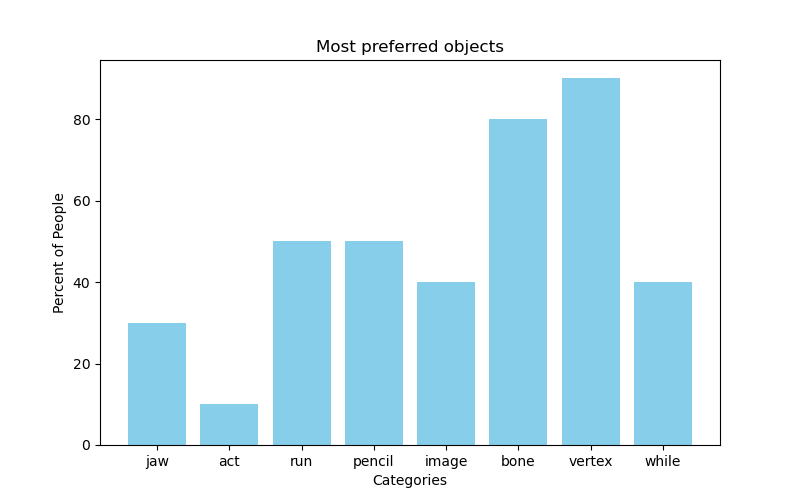 Most preferred objects
Percent of People
80
60
40
20
0
jaw act run pencil image bone vertex while
Categories